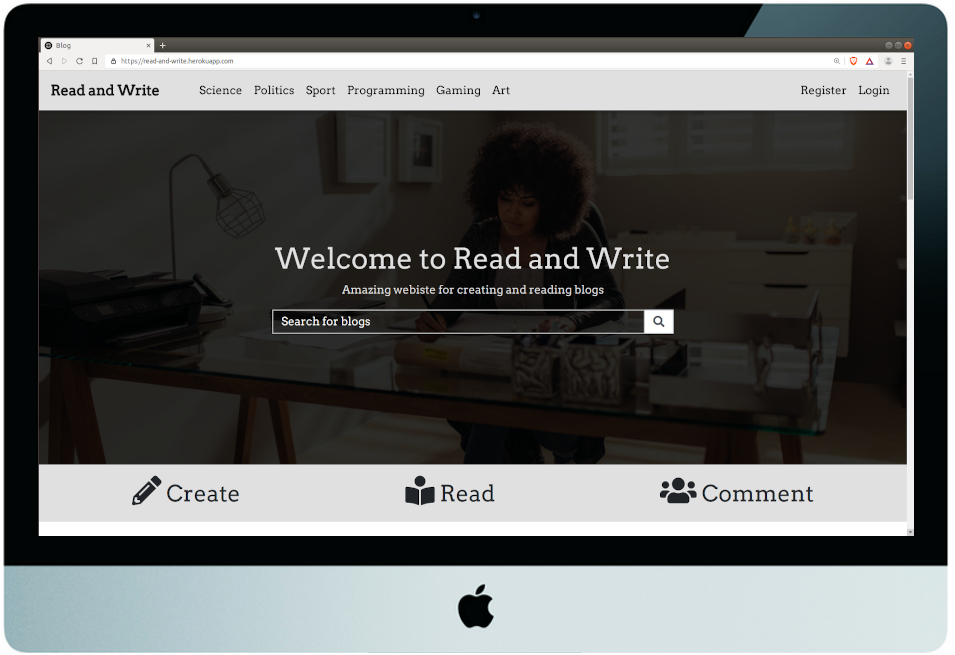 Blog
https://read-and-write.herokuapp.com
Read and Write Science Politics Sport Programming Gaming Art Register Login
Welcome to Read and Write
Amazing webiste for creating and reading blogs
Search for blogs
Create Read Comment